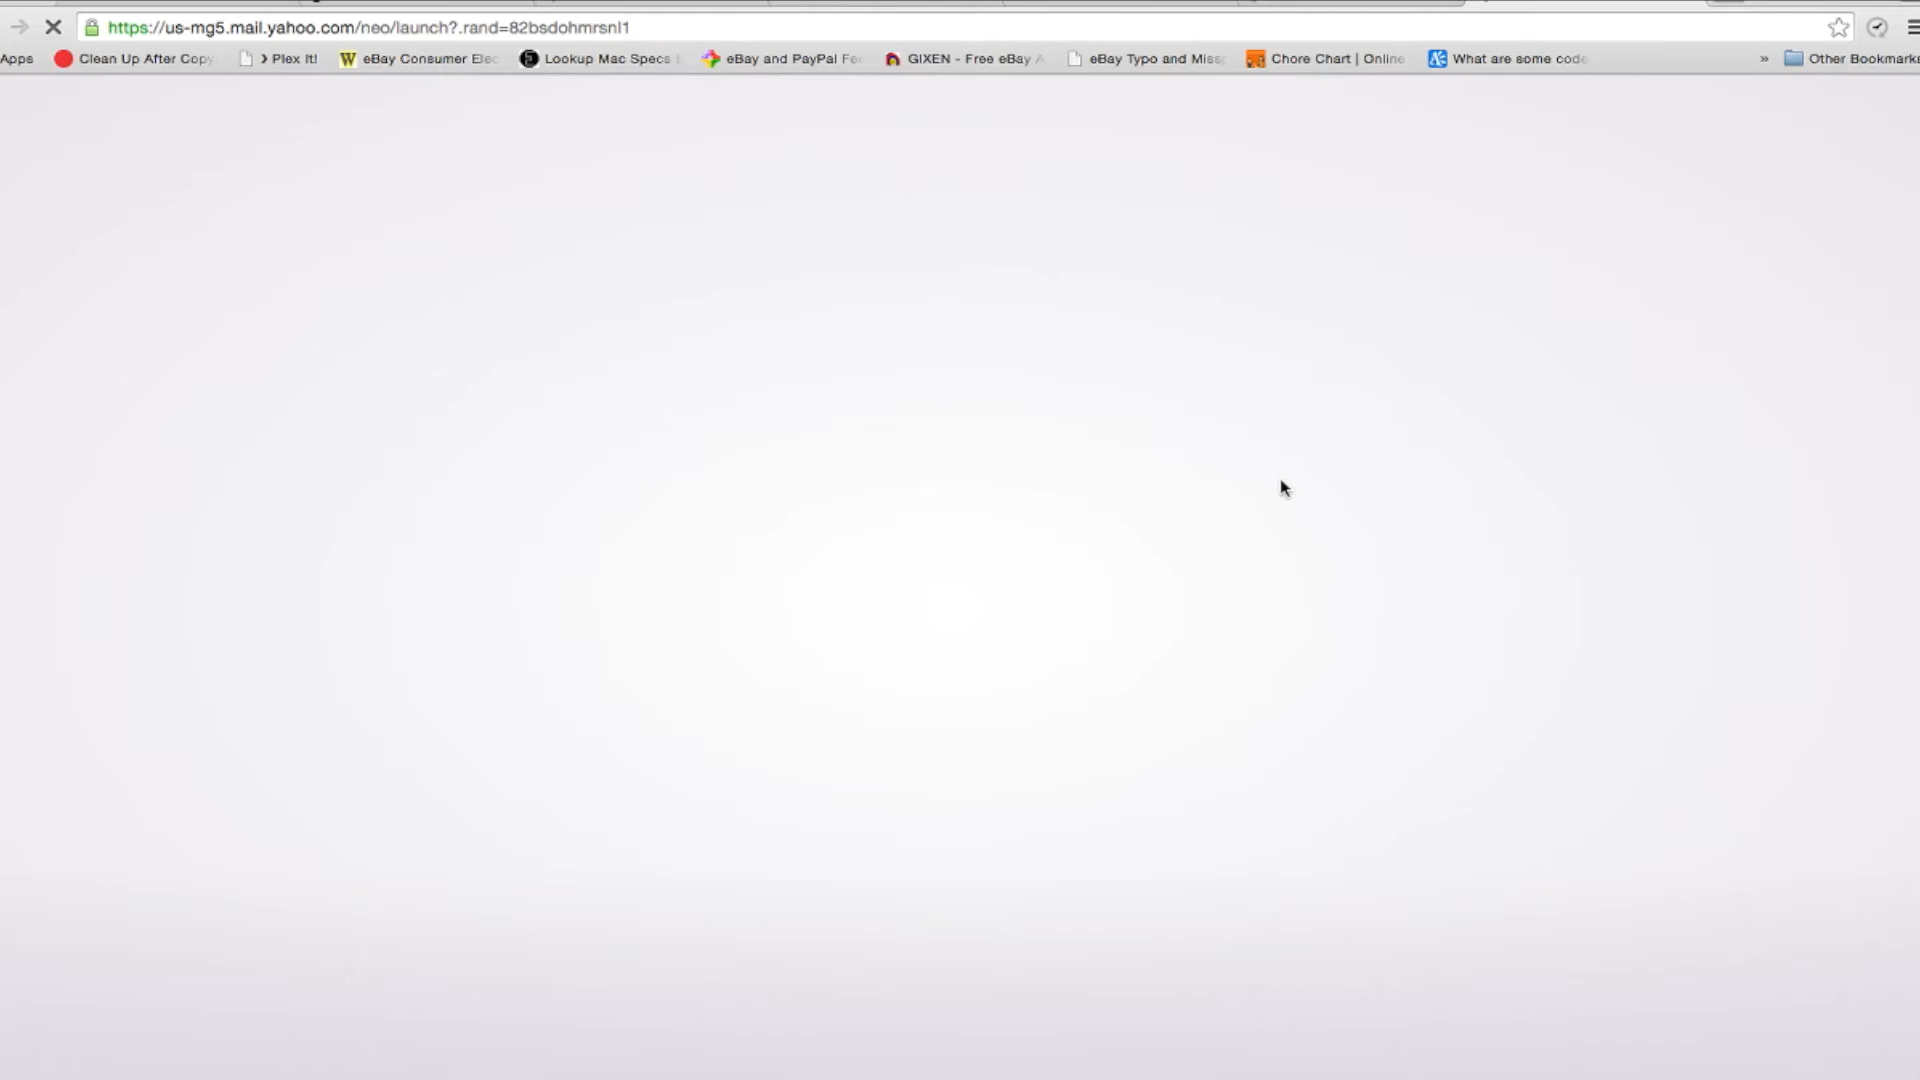 https://us-mg5.mail.yahoo.com/neo/launch?.rand=82bsdohmrsnl1
Apps Clean Up After Copy › Plex It! eBay Consumer Elec Lookup Mac Specs eBay and PayPal Fe GIXEN - Free eBay A eBay Typo and Miss Chore Chart | Online What are some code » Other Bookmarks